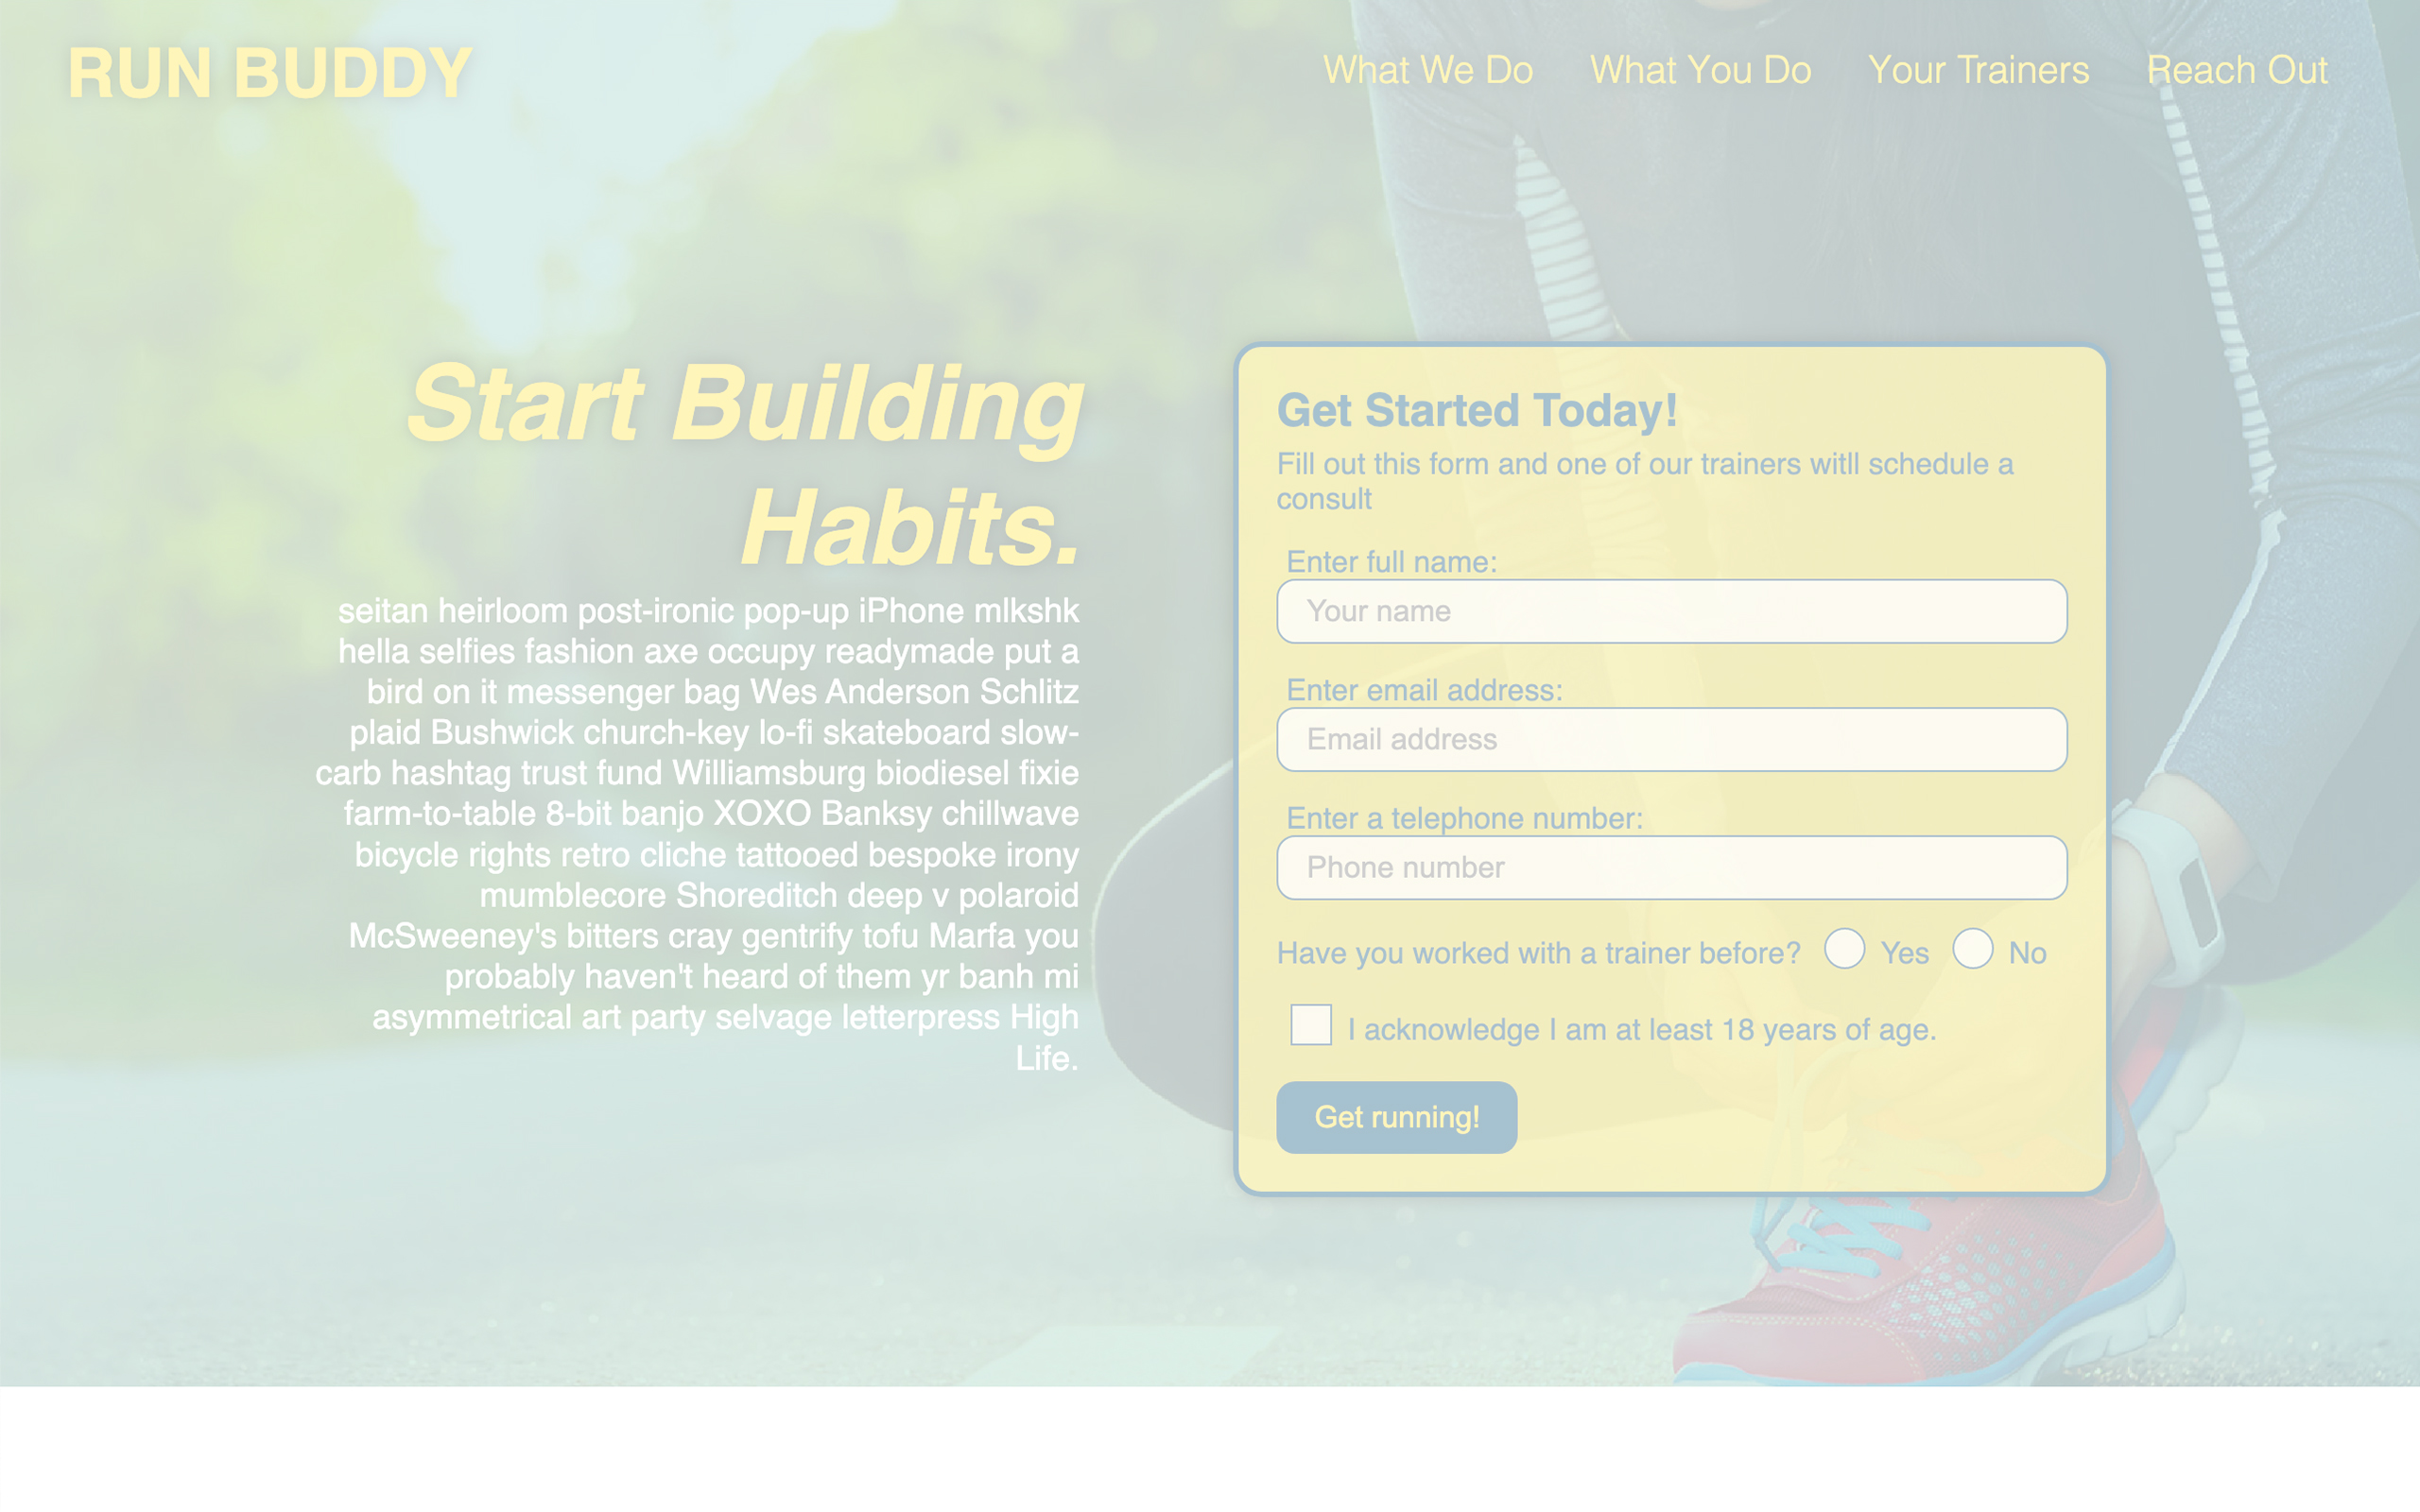 RUN BUDDY
What We Do What You Do Your Trainers Reach Out
Start Building
Habits.
seitan heirloom post-ironic pop-up iPhone mlkshk
hella selfies fashion axe occupy readymade put a
bird on it messenger bag Wes Anderson Schlitz
plaid Bushwick church-key lo-fi skateboard slow-
carb hashtag trust fund Williamsburg biodiesel fixie
farm-to-table 8-bit banjo XOXO Banksy chillwave
bicycle rights retro cliche tattooed bespoke irony
mumblecore Shoreditch deep v polaroid
McSweeney's bitters cray gentrify tofu Marfa you
probably haven't heard of them yr banh mi
asymmetrical art party selvage letterpress High
Life.
Get Started Today!
Fill out this form and one of our trainers witll schedule a
consult
Enter full name:
Your name
Enter email address:
Email address
Enter a telephone number:
Phone number
Have you worked with a trainer before? Yes No
I acknowledge I am at least 18 years of age.
Get running!